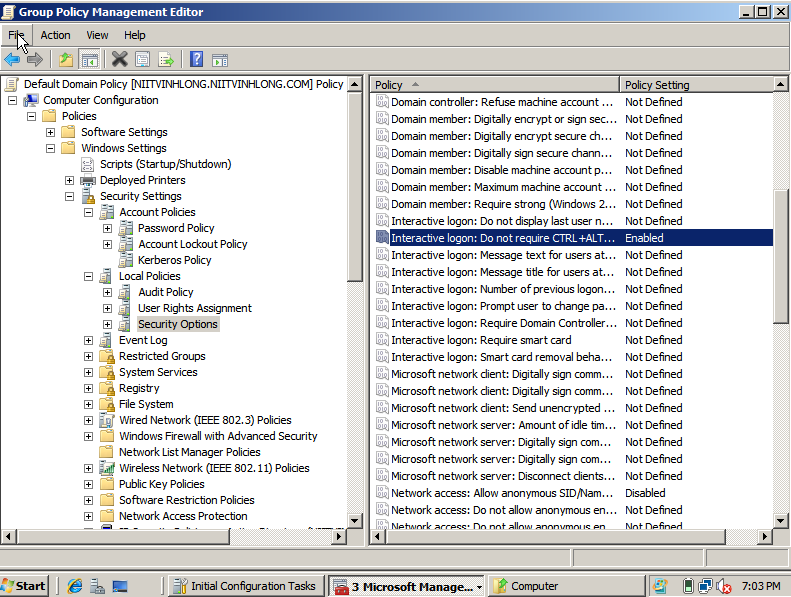 Group Policy Management Editor
File Action View Help
Default Domain Policy [NIITVINHLONG.NIITVINHLONG.COM] Policy
Computer Configuration
Policies
Software Settings
Windows Settings
Scripts (Startup/Shutdown)
Deployed Printers
Security Settings
Account Policies
Password Policy
Account Lockout Policy
Kerberos Policy
Local Policies
Audit Policy
User Rights Assignment
Security Options
Event Log
Restricted Groups
System Services
Registry
File System
Wired Network (IEEE 802.3) Policies
Windows Firewall with Advanced Security
Network List Manager Policies
Wireless Network (IEEE 802.11) Policies
Public Key Policies
Software Restriction Policies
Network Access Protection
Policy Policy Setting
Domain controller: Refuse machine account ... Not Defined
Domain member: Digitally encrypt or sign sec... Not Defined
Domain member: Digitally encrypt secure ch... Not Defined
Domain member: Digitally sign secure chann... Not Defined
Domain member: Disable machine account p... Not Defined
Domain member: Maximum machine account ... Not Defined
Domain member: Require strong (Windows 2... Not Defined
Interactive logon: Do not display last user n... Not Defined
Interactive logon: Do not require CTRL+ALT... Enabled
Interactive logon: Message text for users at... Not Defined
Interactive logon: Message title for users at... Not Defined
Interactive logon: Number of previous logon... Not Defined
Interactive logon: Prompt user to change pa... Not Defined
Interactive logon: Require Domain Controller... Not Defined
Interactive logon: Require smart card Not Defined
Interactive logon: Smart card removal beha... Not Defined
Microsoft network client: Digitally sign comm... Not Defined
Microsoft network client: Digitally sign comm... Not Defined
Microsoft network client: Send unencrypted ... Not Defined
Microsoft network server: Amount of idle tim... Not Defined
Microsoft network server: Digitally sign com... Not Defined
Microsoft network server: Digitally sign com... Not Defined
Microsoft network server: Disconnect clients... Not Defined
Network access: Allow anonymous SID/Nam... Disabled
Network access: Do not allow anonymous en... Not Defined
Network access: Do not allow anonymous en... Not Defined
Start Initial Configuration Tasks 3 Microsoft Manage... Computer 7:03 PM